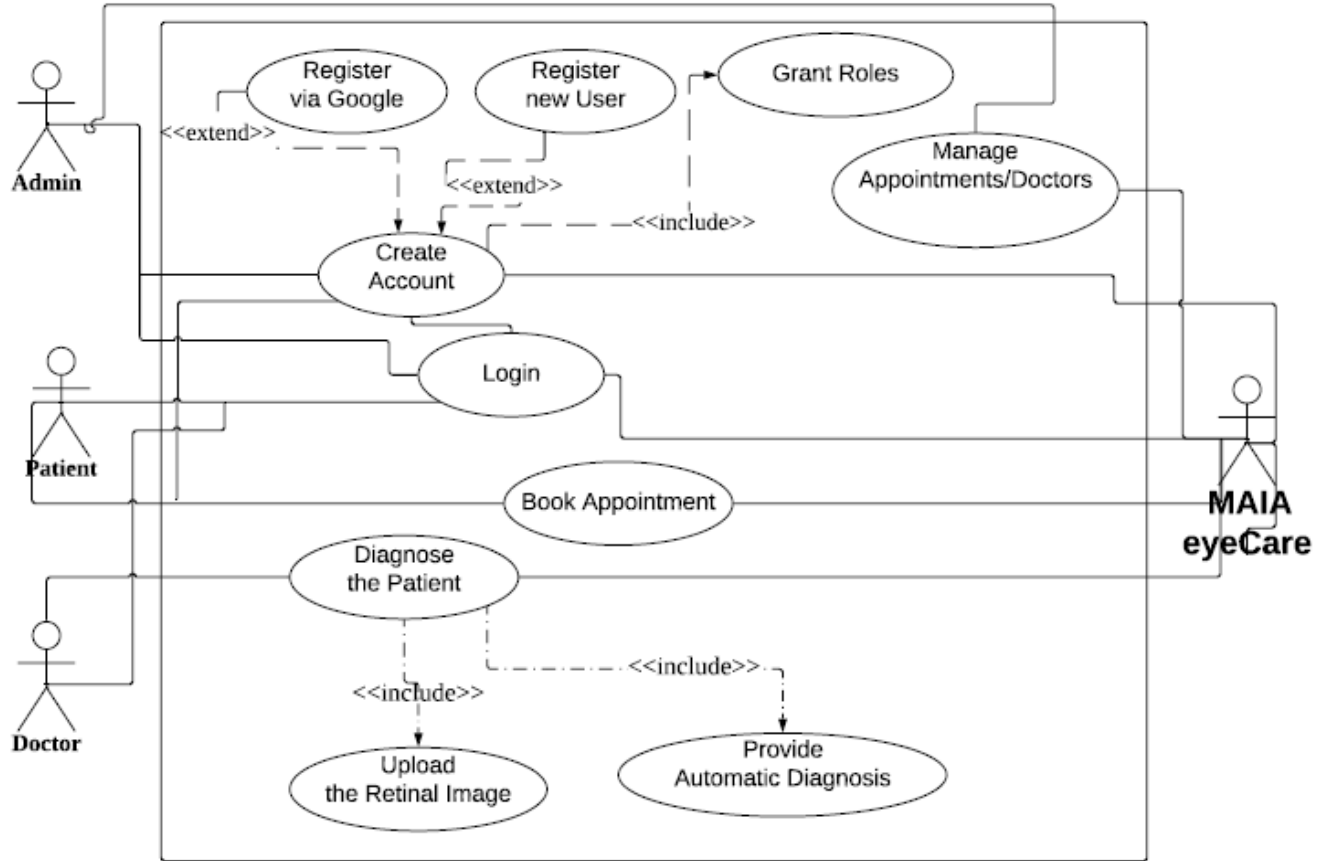 Register
via Google
Register
new User
Grant Roles
<<extend>>
Manage
Appointments/Doctors
Admin
<<extend>>
<<include>>
Create
Account
Login
Patient
Book Appointment
MAIA
eyeCare
Diagnose
the Patient
<<include>>
<<include>>
Doctor
Upload
the Retinal Image
Provide
Automatic Diagnosis